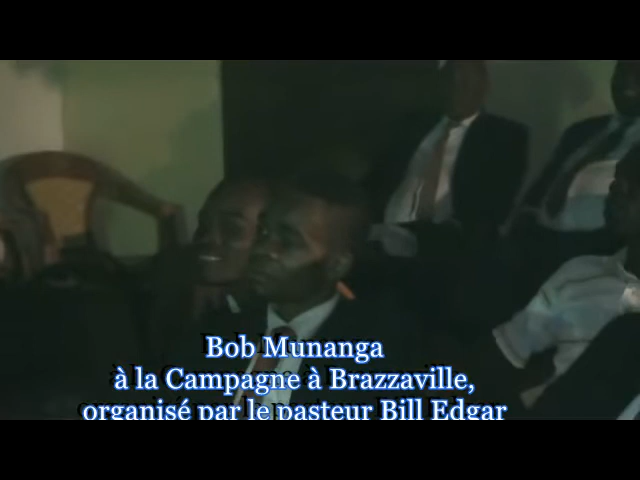 Bob Munanga
à la Campagne à Brazzaville,
organisé par le pasteur Bill Edgar